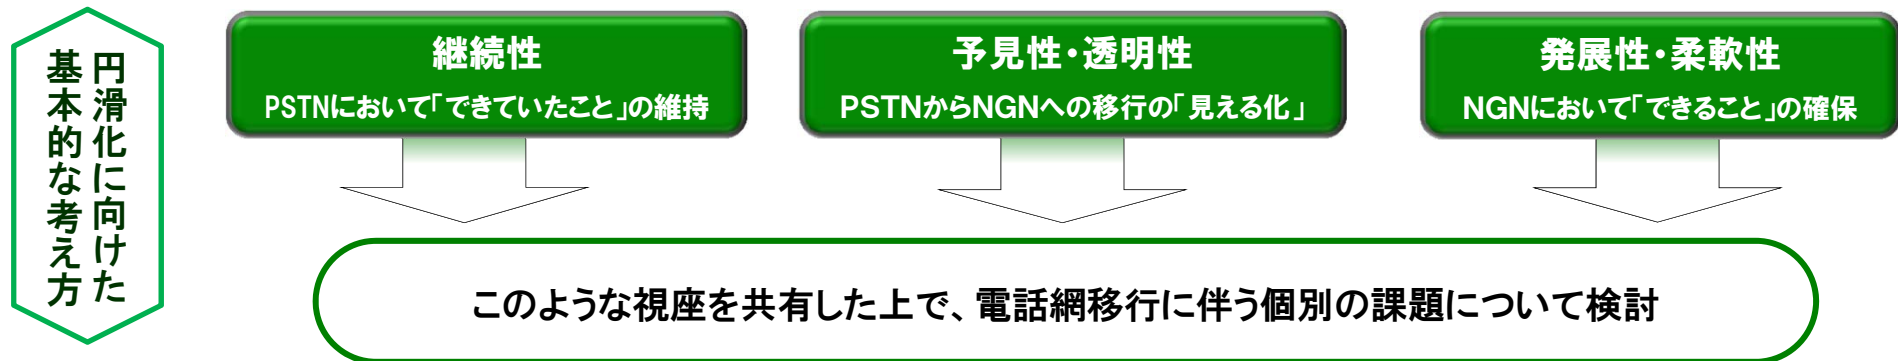 円滑化に向けた
基本的な考え方
継続性
PSTNにおいて「できていたこと」の維持
予見性・透明性
PSTNからNGNへの移行の「見える化」
発展性・柔軟性
NGNにおいて「できること」の確保
このような視座を共有した上で、電話網移行に伴う個別の課題について検討